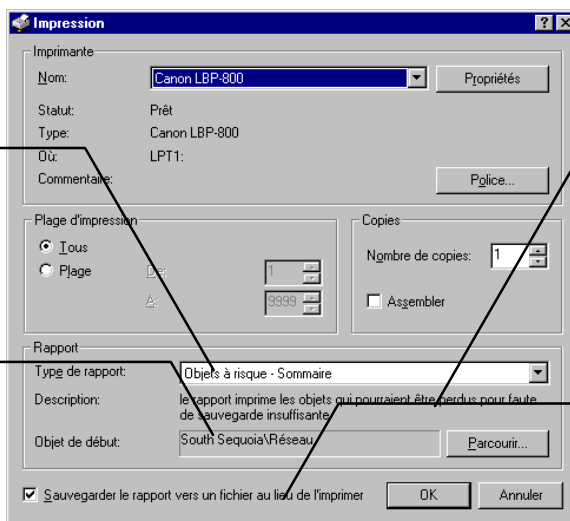 Impression
Imprimante
Nom: Canon LBP-800 Propriétés
Statut: Prêt
Type: Canon LBP-800
Où: LPT1:
Commentaire: Police...
Plage d'impression
Tous
Plage De: 1
A: 9999
Copies
Nombre de copies: 1
Assembler
Rapport
Type de rapport: Objets à risque - Sommaire
Description: le rapport imprime les objets qui pourraient être perdus pour faute
de sauvegarde insuffisante
Objet de début: South Sequoia\Réseau Parcourir...
Sauvegarder le rapport vers un fichier au lieu de l'imprimer OK Annuler